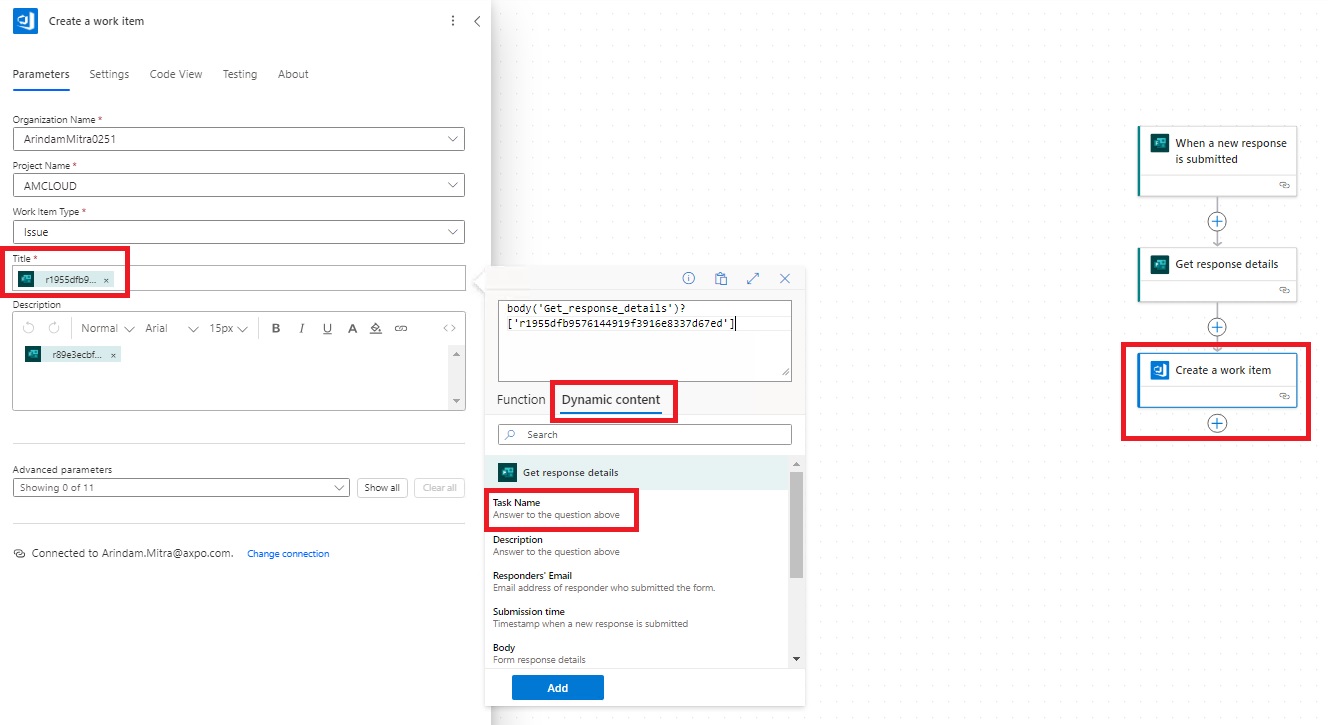 Create a work item
Parameters
Settings
Code View
Testing
About
Organization Name *
ArindamMitra0251
Project Name *
AMCLOUD
Work Item Type *
Issue
Title *
r1955dfb9... ×
Description
Normal
Arial
15px
B
I
U
A
r89e3ecbf... ×
Advanced parameters
Showing 0 of 11
Show all
Clear all
Connected to Arindam.Mitra@axpo.com.
Change connection
body('Get_response_details')?
['r1955dfb9576144919f3916e8337d67ed']
Function
Dynamic content
Search
Get response details
Task Name
Answer to the question above
Description
Answer to the question above
Responders' Email
Email address of responder who submitted the form.
Submission time
Timestamp when a new response is submitted
Body
Form response details
Add
When a new response
is submitted
Get response details
Create a work item